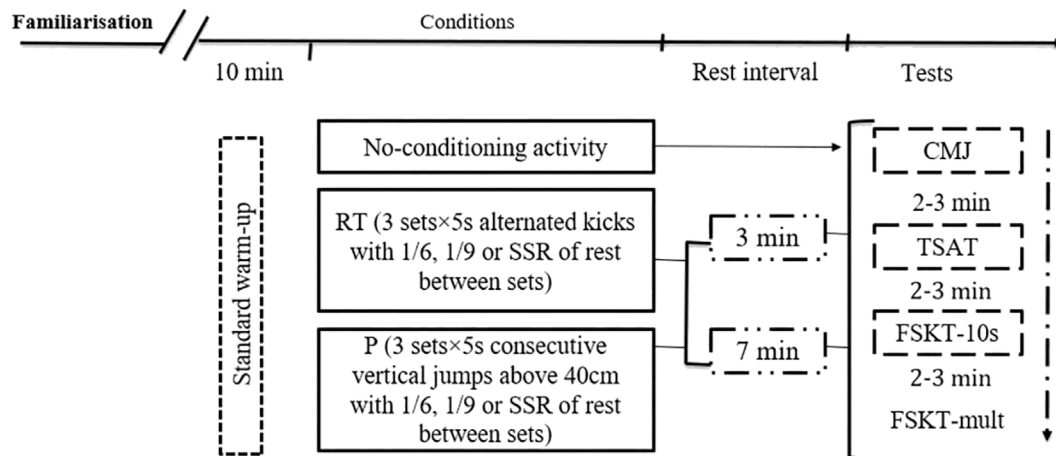 Familiarisation
Conditions
10 min
Rest interval
Tests
Standard warm-up
No-conditioning activity
RT (3 sets×5s alternated kicks
with 1/6, 1/9 or SSR of rest
between sets)
P (3 sets×5s consecutive
vertical jumps above 40cm
with 1/6, 1/9 or SSR of rest
between sets)
3 min
7 min
CMJ
2-3 min
TSAT
2-3 min
FSKT-10s
2-3 min
FSKT-mult